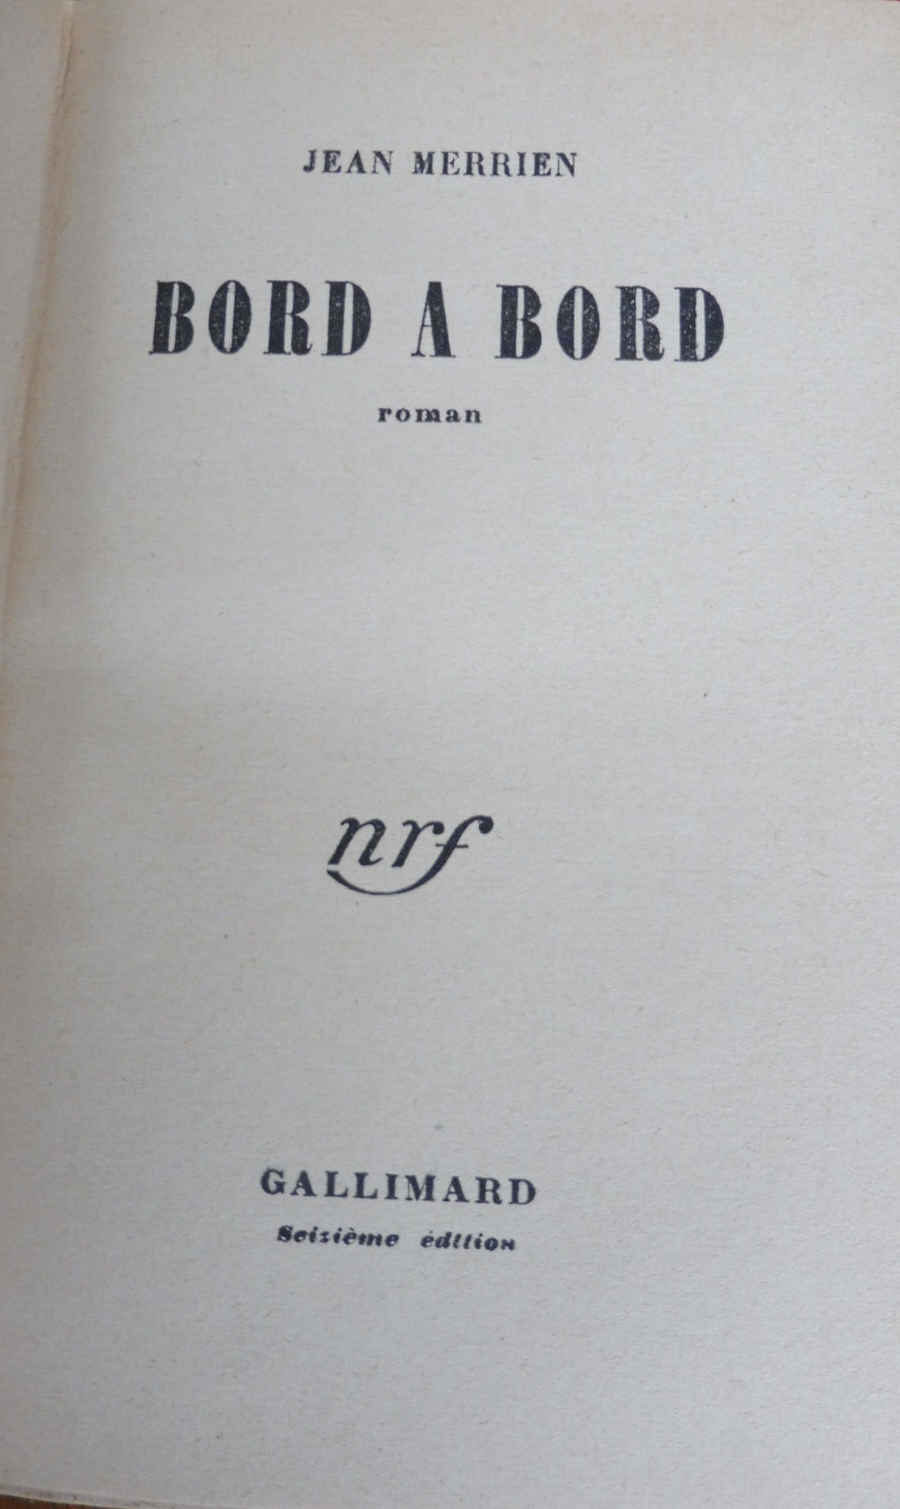 JEAN MERRIEN
BORD A BORD
roman
nrf
GALLIMARD
Seizième édition